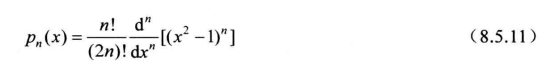 p_n(x) = \frac{n!}{(2n)!} \frac{d^n}{dx^n} [(x^2 - 1)^n] (8.5.11)